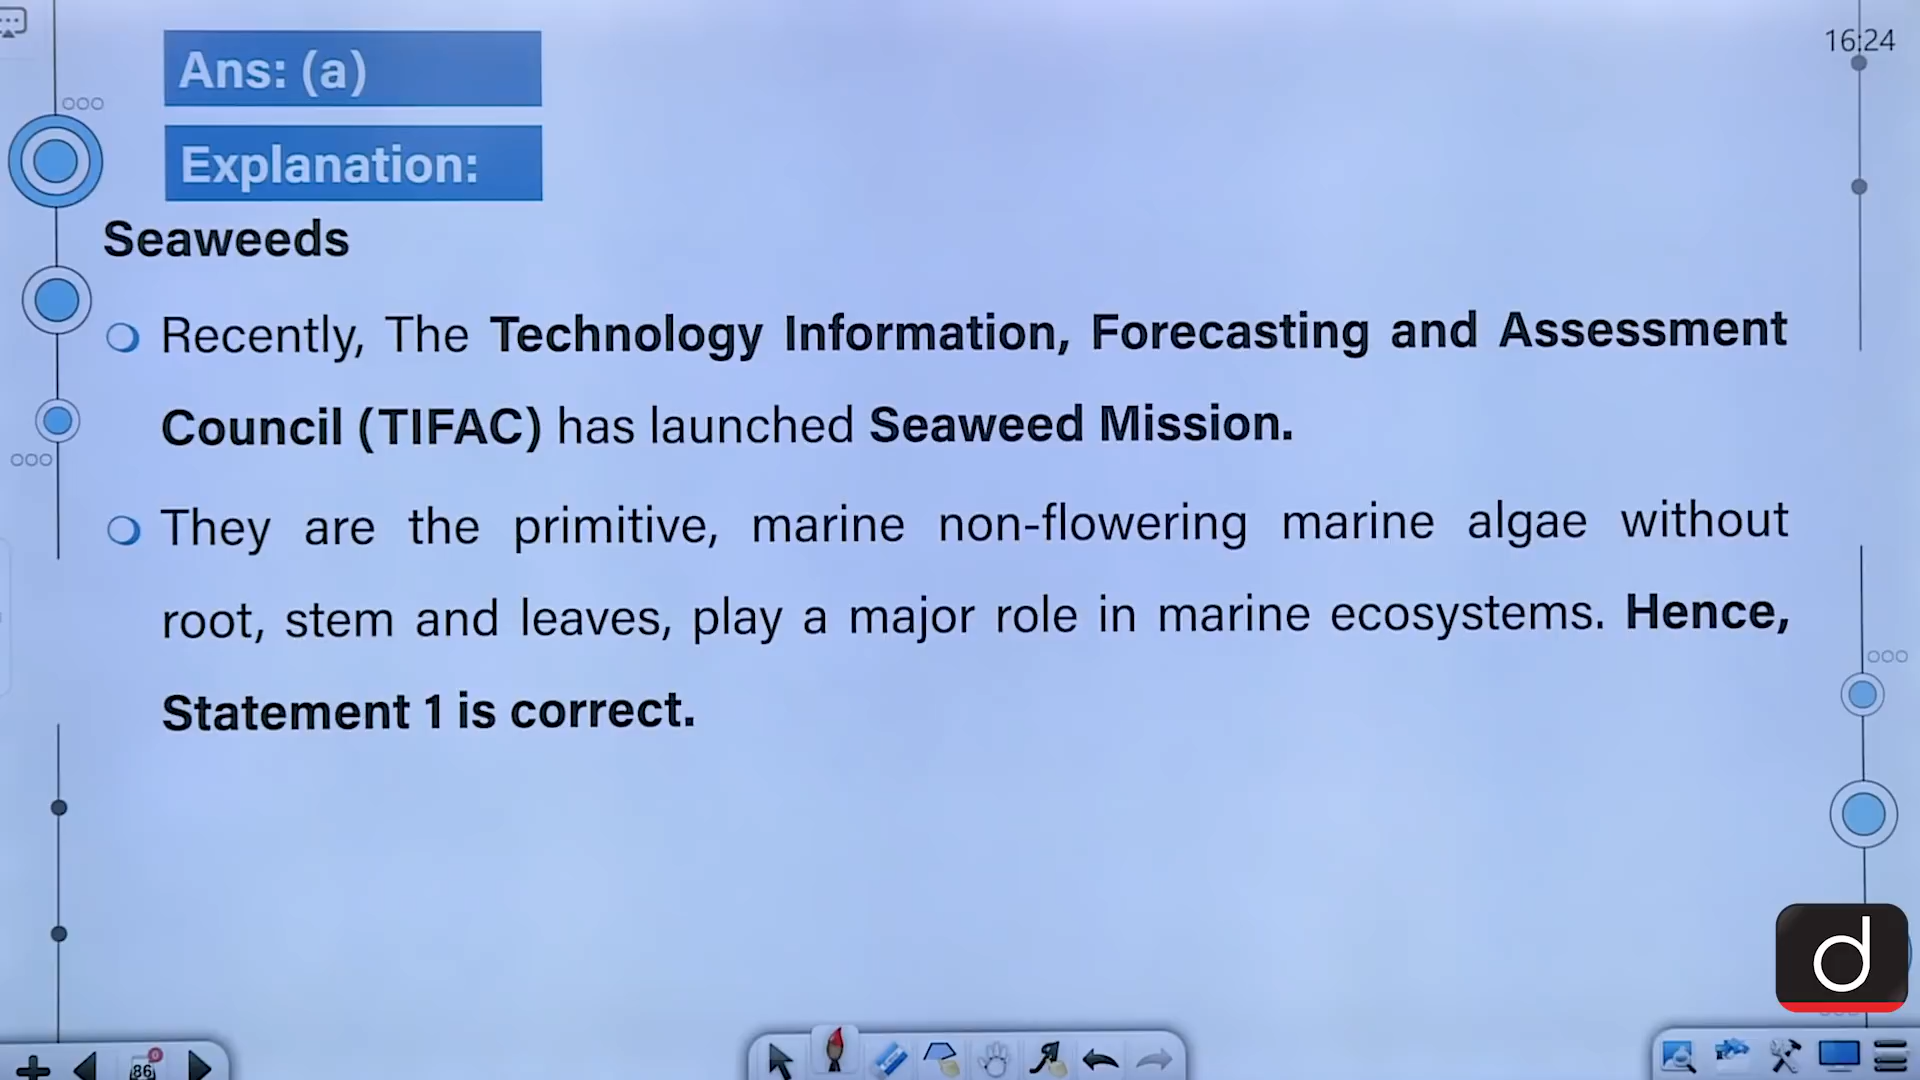 16:24
Ans: (a)
Explanation:
Seaweeds
Recently, The Technology Information, Forecasting and Assessment
Council (TIFAC) has launched Seaweed Mission.
They are the primitive, marine non-flowering marine algae without
root, stem and leaves, play a major role in marine ecosystems. Hence,
Statement 1 is correct.
d
86
0